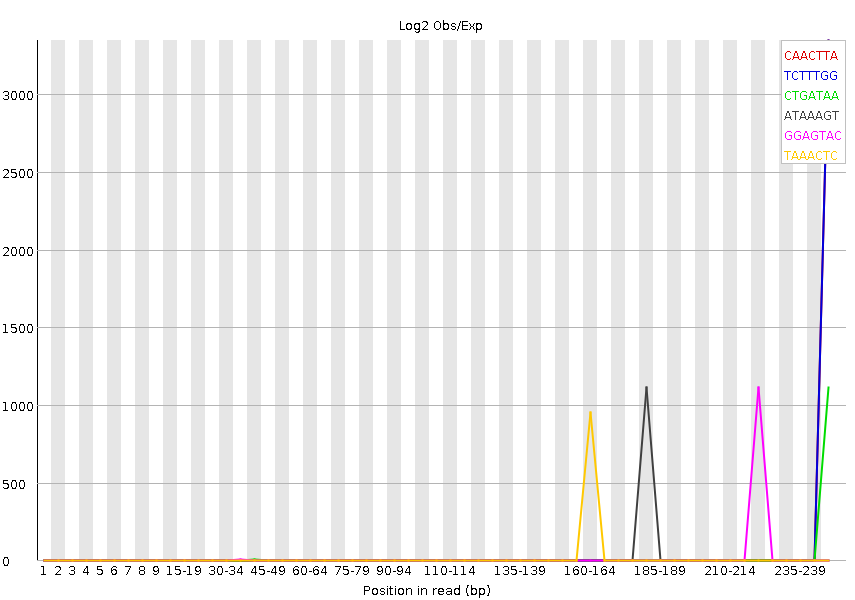 Log2 Obs/Exp
CAACTTA
TCTTTGG
CTGATAA
ATAAAGT
GGAGTAC
TAAACTC
3000
2500
2000
1500
1000
500
0
1 2 3 4 5 6 7 8 9 15-19 30-34 45-49 60-64 75-79 90-94 110-114 135-139 160-164 185-189 210-214 235-239
Position in read (bp)